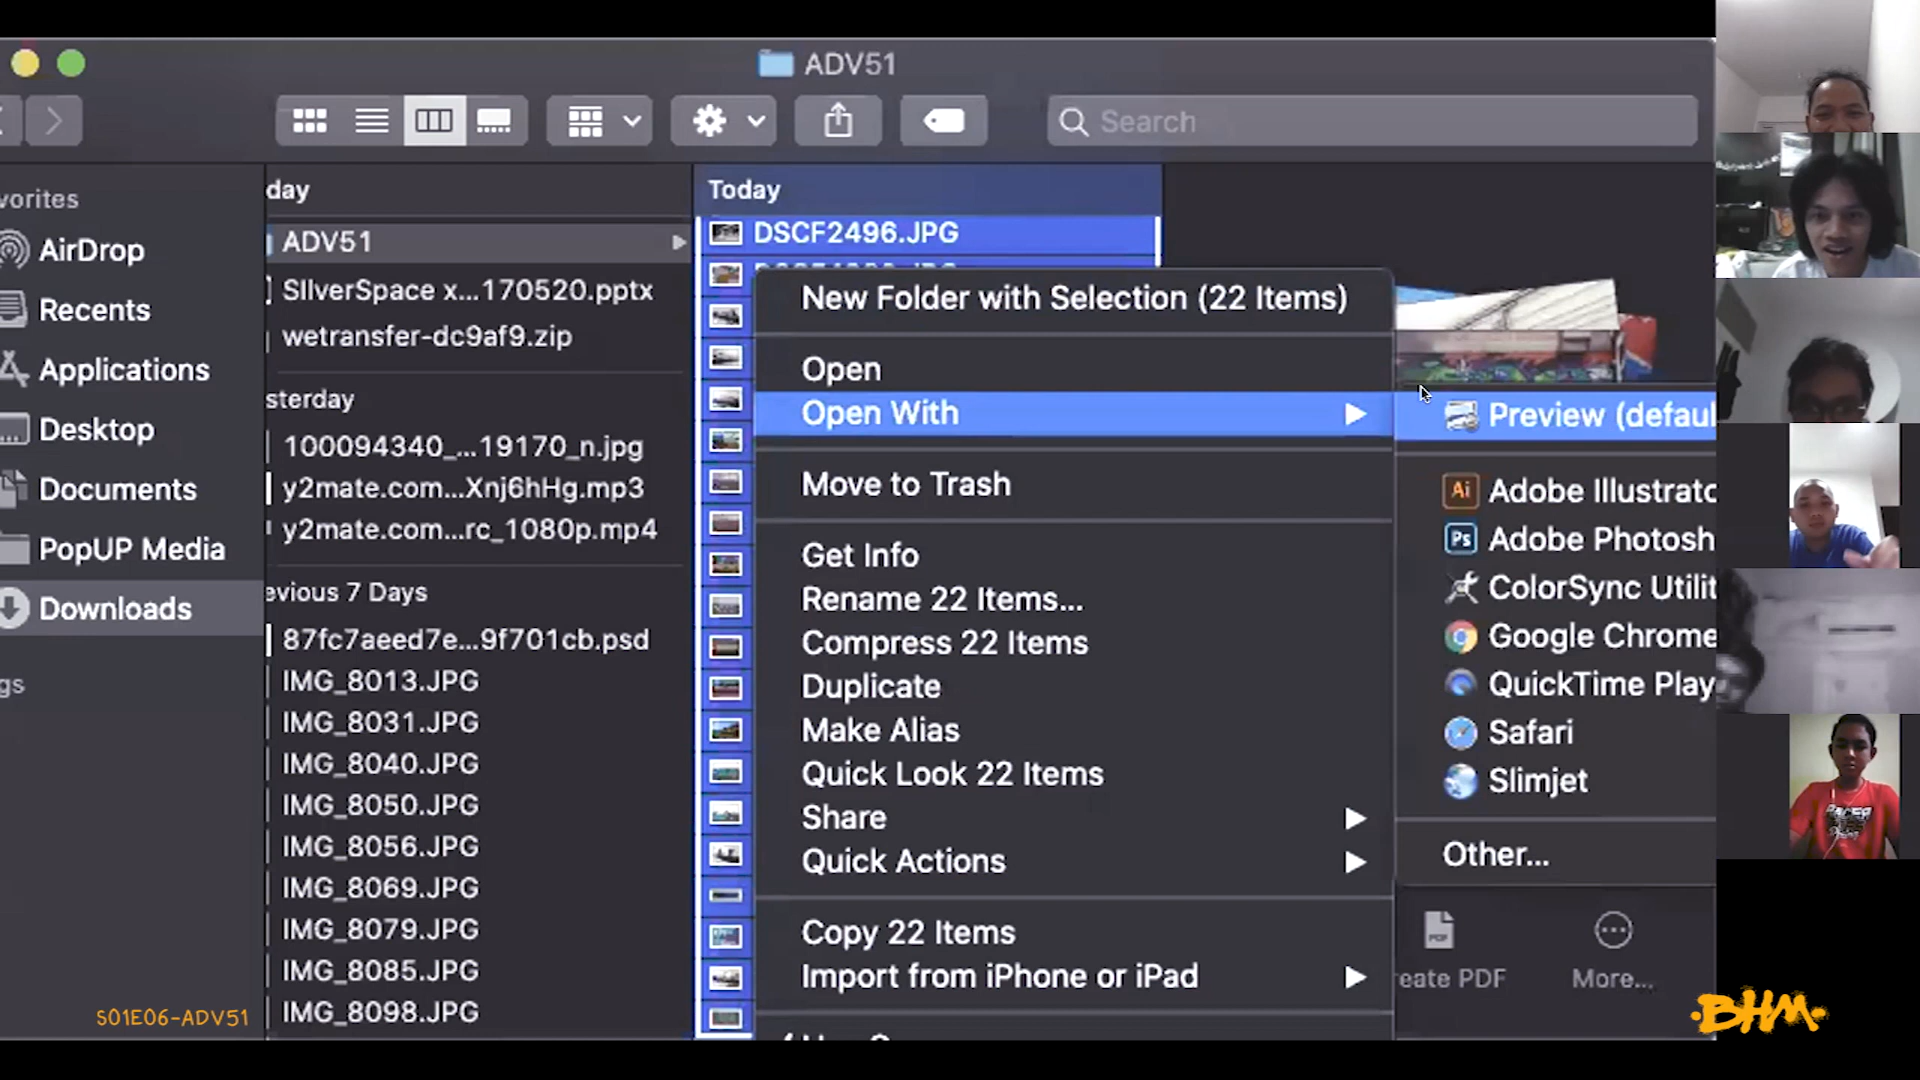 ADV51
Search
vorites
AirDrop
Recents
Applications
Desktop
Documents
PopUP Media
Downloads
gs
day
ADV51
SIlverSpace x...170520.pptx
wetransfer-dc9af9.zip
sterday
100094340_...19170_n.jpg
y2mate.com...Xnj6hHg.mp3
y2mate.com...rc_1080p.mp4
evious 7 Days
87fc7aeed7e...9f701cb.psd
IMG_8013.JPG
IMG_8031.JPG
IMG_8040.JPG
IMG_8050.JPG
IMG_8056.JPG
IMG_8069.JPG
IMG_8079.JPG
IMG_8085.JPG
IMG_8098.JPG
Today
DSCF2496.JPG
New Folder with Selection (22 Items)
Open
Open With
Move to Trash
Get Info
Rename 22 Items...
Compress 22 Items
Duplicate
Make Alias
Quick Look 22 Items
Share
Quick Actions
Copy 22 Items
Import from iPhone or iPad
Preview (defaul
Ai Adobe Illustrato
Ps Adobe Photosh
ColorSync Utilit
Google Chrome
QuickTime Play
Safari
Slimjet
Other...
PDF
reate PDF
More...
S01E06-ADV51
BHM